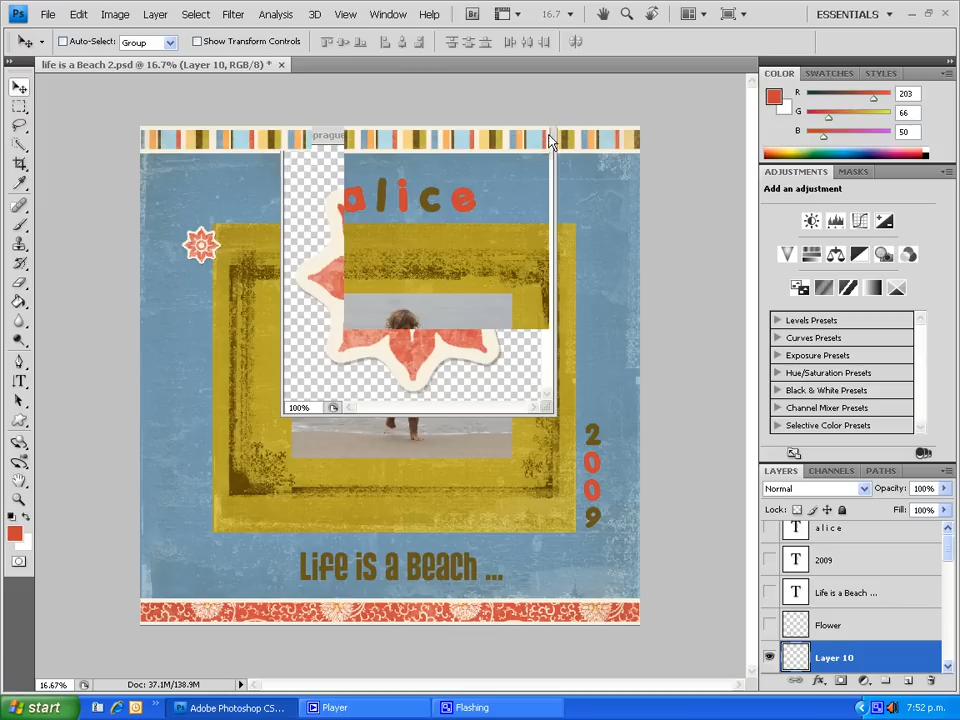 Ps File Edit Image Layer Select Filter Analysis 3D View Window Help Br 16.7 ESSENTIALS
Auto-Select: Group Show Transform Controls
life is a Beach 2.psd @ 16.7% (Layer 10, RGB/8) *
COLOR SWATCHES STYLES
R 203
G 66
B 50
prague
alice
ADJUSTMENTS MASKS
Add an adjustment
Levels Presets
Curves Presets
Exposure Presets
Hue/Saturation Presets
Black & White Presets
Channel Mixer Presets
Selective Color Presets
100%
2
0
0
9
Life is a Beach ...
LAYERS CHANNELS PATHS
Normal Opacity: 100%
Lock: Fill: 100%
T a l i c e
T 2009
T Life is a Beach ...
Flower
Layer 10
16.67% Doc: 37.1M/138.9M
start Adobe Photoshop CS... Player Flashing 7:52 p.m.